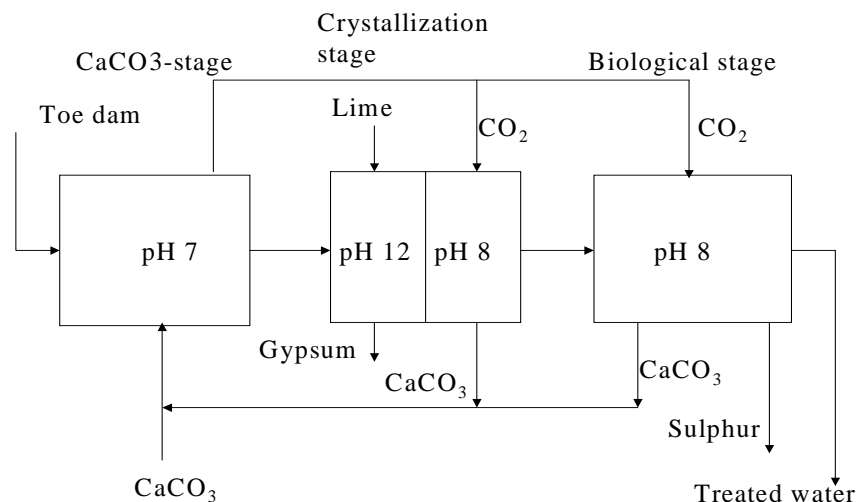 Crystallization
stage
CaCO3-stage
Biological stage
Toe dam
Lime
CO₂
CO₂
pH 7
pH 12
pH 8
pH 8
Gypsum
CaCO₃
CaCO₃
Sulphur
CaCO₃
Treated water